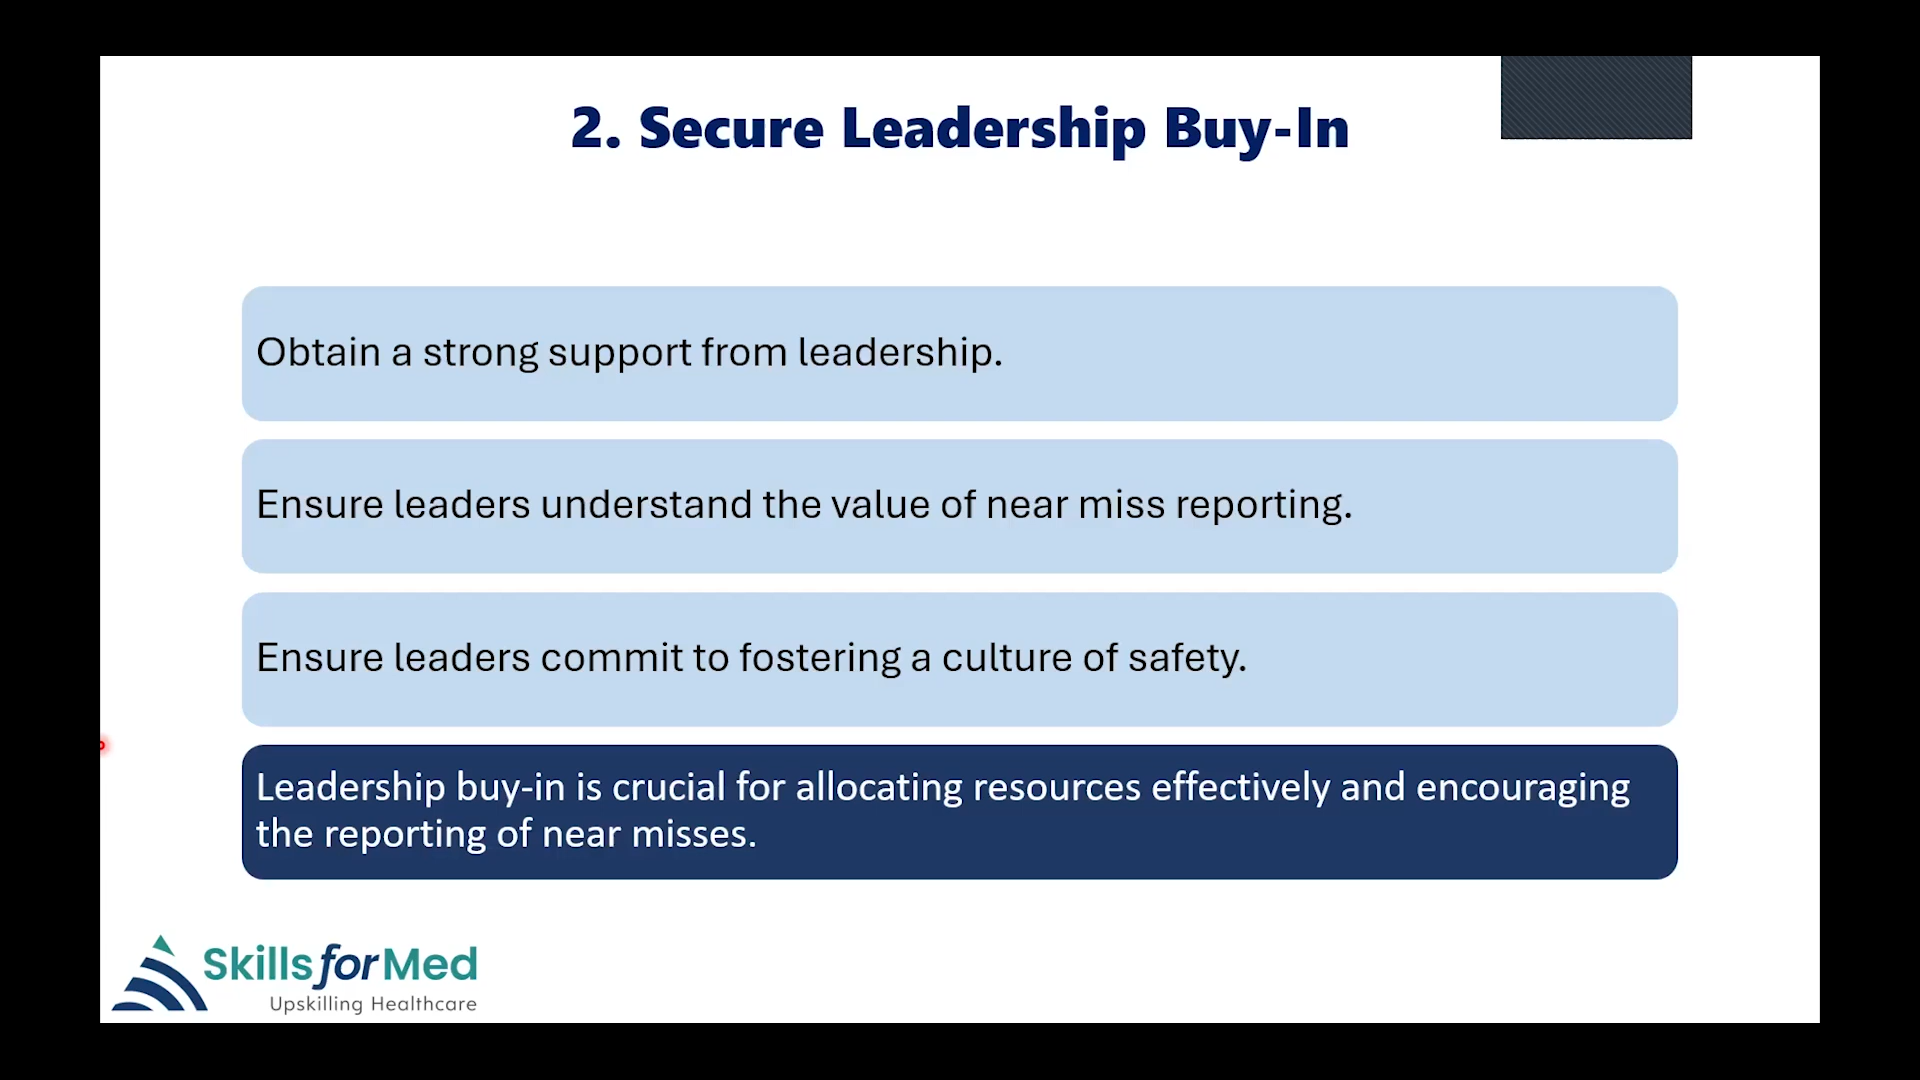 2. Secure Leadership Buy-In
Obtain a strong support from leadership.
Ensure leaders understand the value of near miss reporting.
Ensure leaders commit to fostering a culture of safety.
Leadership buy-in is crucial for allocating resources effectively and encouraging
the reporting of near misses.
SkillsforMed
Upskilling Healthcare